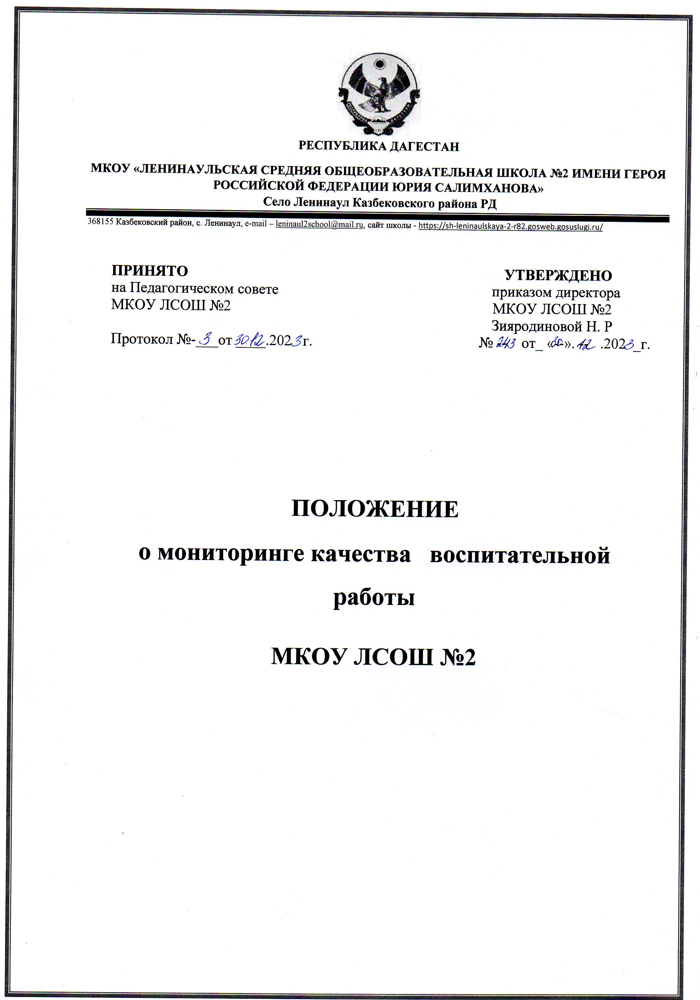 РЕСПУБЛИКА ДАГЕСТАН
МКОУ «ЛЕНИНАУЛЬСКАЯ СРЕДНЯЯ ОБЩЕОБРАЗОВАТЕЛЬНАЯ ШКОЛА №2 ИМЕНИ ГЕРОЯ
РОССИЙСКОЙ ФЕДЕРАЦИИ ЮРИЯ САЛИМХАНОВА»
Село Ленинаул Казбековского района РД
368155 Казбековский район, с. Ленинаул, e-mail – leninaul2school@mail.ru, сайт школы - https://sh-leninaulskaya-2-r82.gosweb.gosuslugi.ru/
ПРИНЯТО
на Педагогическом совете
МКОУ ЛСОШ №2
Протокол №-_3_от 30.12.2023г.
УТВЕРЖДЕНО
приказом директора
МКОУ ЛСОШ №2
Зияродиновой Н. Р
№ 243 от_ «30». 12 .2023_г.
ПОЛОЖЕНИЕ
о мониторинге качества воспитательной
работы
МКОУ ЛСОШ №2